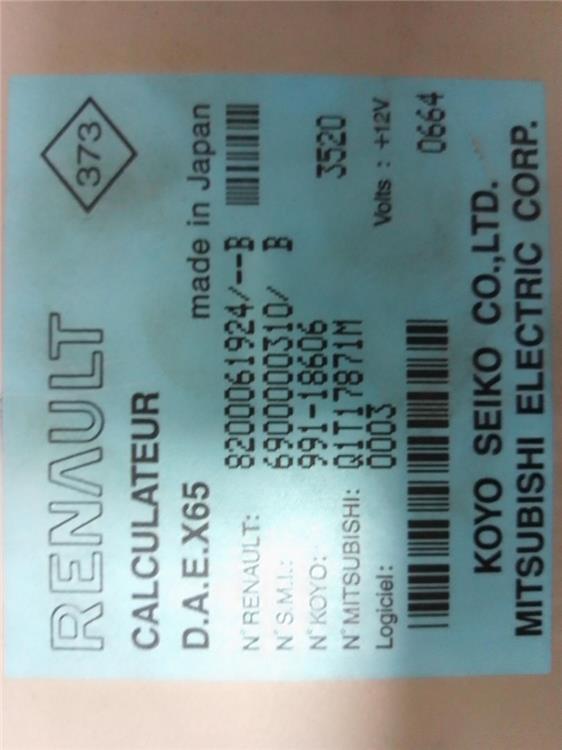 RENAULT 373
CALCULATEUR
D.A.E.X65 made in Japan
N° RENAULT: 8200061924/--B
N° S.M.I.: 6900000310/ B
N° KOYO: 991-18606 3520
N° MITSUBISHI: Q1T17871M
Logiciel: 0003 Volts : +12V
0664
KOYO SEIKO CO.,LTD.
MITSUBISHI ELECTRIC CORP.